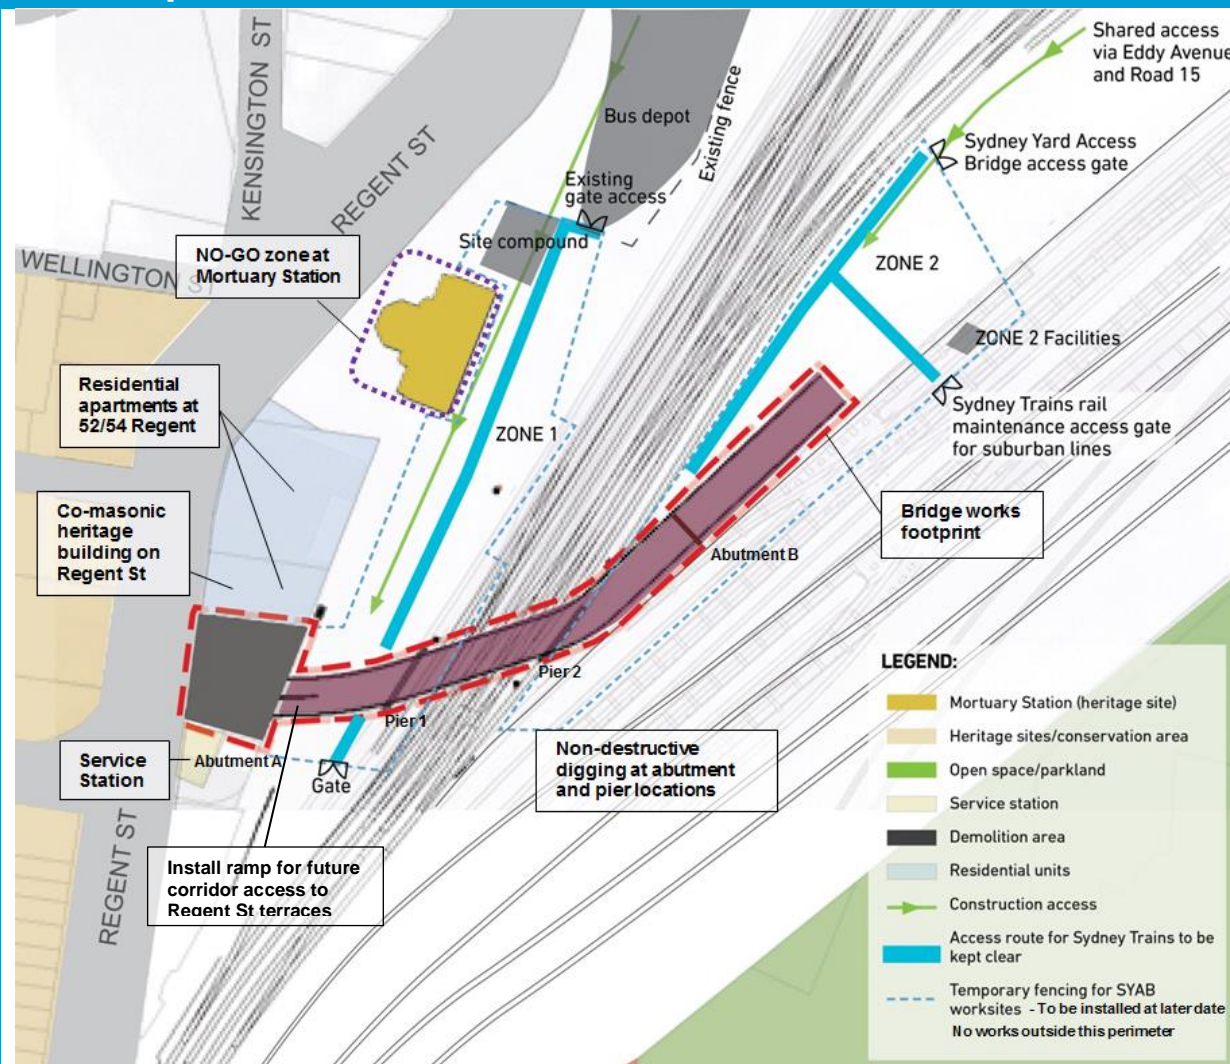 KENSINGTON ST
REGENT ST
WELLINGTON S
Bus depot
Existing fence
Shared access
via Eddy Avenue
and Road 15
Sydney Yard Access
Bridge access gate
Existing
gate access
Site compound
NO-GO zone at
Mortuary Station
ZONE 2
ZONE 2 Facilities
Residential
apartments at
52/54 Regent
Sydney Trains rail
maintenance access gate
for suburban lines
ZONE 1
Co-masonic
heritage
building on
Regent St
Bridge works
footprint
Abutment B
Pier 2
Pier 1
Service
Station
Abutment A
Gate
Non-destructive
digging at abutment
and pier locations
REGENT ST
Install ramp for future
corridor access to
Regent St terraces
LEGEND:
Mortuary Station (heritage site)
Heritage sites/conservation area
Open space/parkland
Service station
Demolition area
Residential units
Construction access
Access route for Sydney Trains to be
kept clear
Temporary fencing for SYAB
worksites - To be installed at later date
No works outside this perimeter